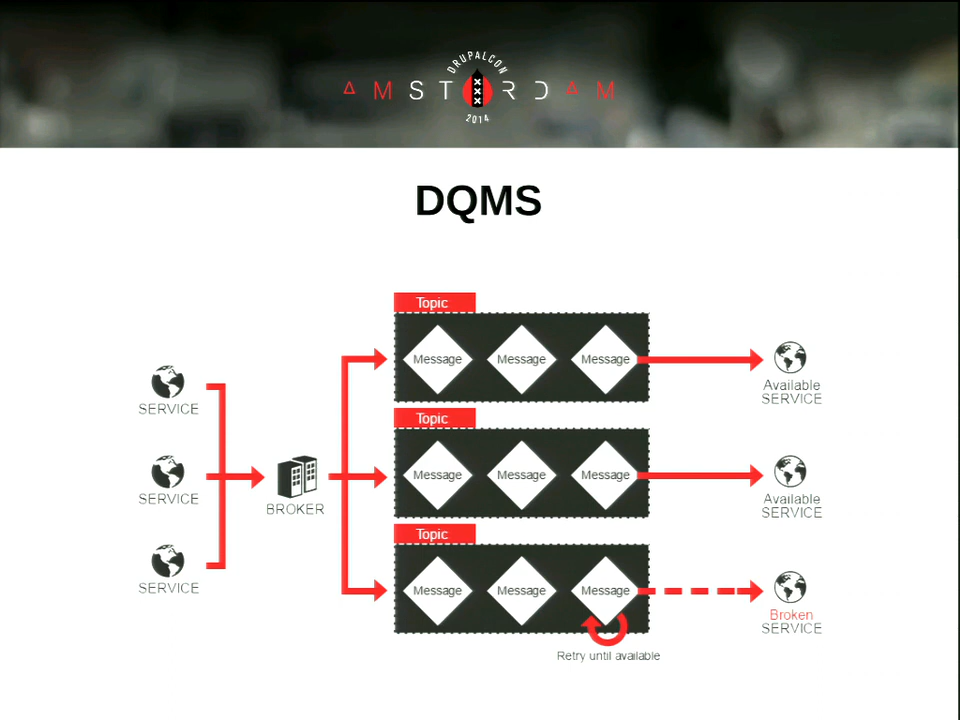 DRUPALCON
AMSTERDAM
2014
DQMS
Topic
Message Message Message
Available
SERVICE
SERVICE
Topic
Message Message Message
Available
SERVICE
SERVICE
BROKER
Topic
Message Message Message
Broken
SERVICE
SERVICE
Retry until available